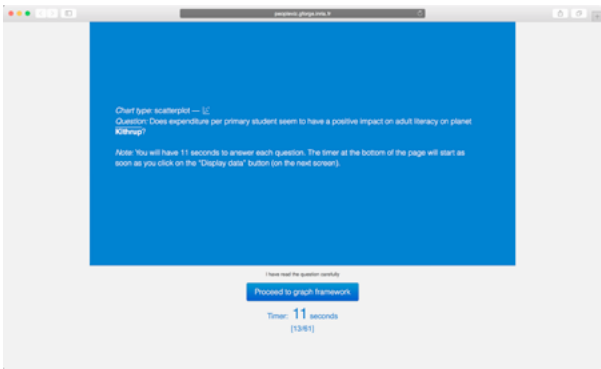 peoplevis.gforge.inria.fr
Chart type: scatterplot —
Question: Does expenditure per primary student seem to have a positive impact on adult literacy on planet
Kithrup?
Note: You will have 11 seconds to answer each question. The timer at the bottom of the page will start as
soon as you click on the "Display data" button (on the next screen).
I have read the question carefully
Proceed to graph framework
Timer: 11 seconds
[13/61]